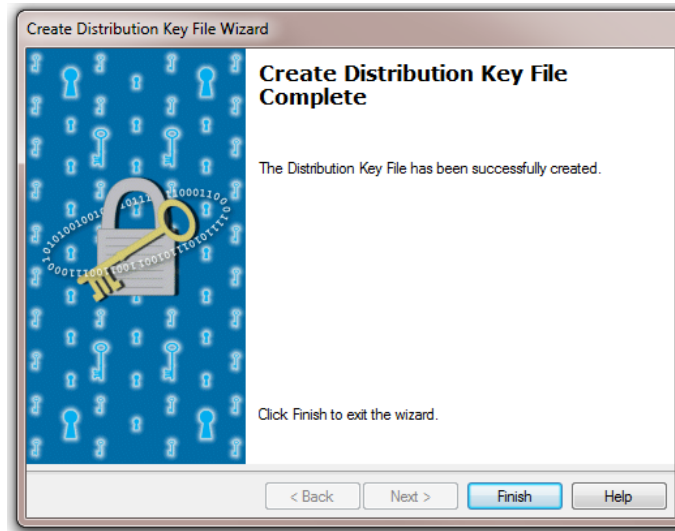 Create Distribution Key File Wizard
Create Distribution Key File
Complete
The Distribution Key File has been successfully created.
Click Finish to exit the wizard.
< Back
Next >
Finish
Help